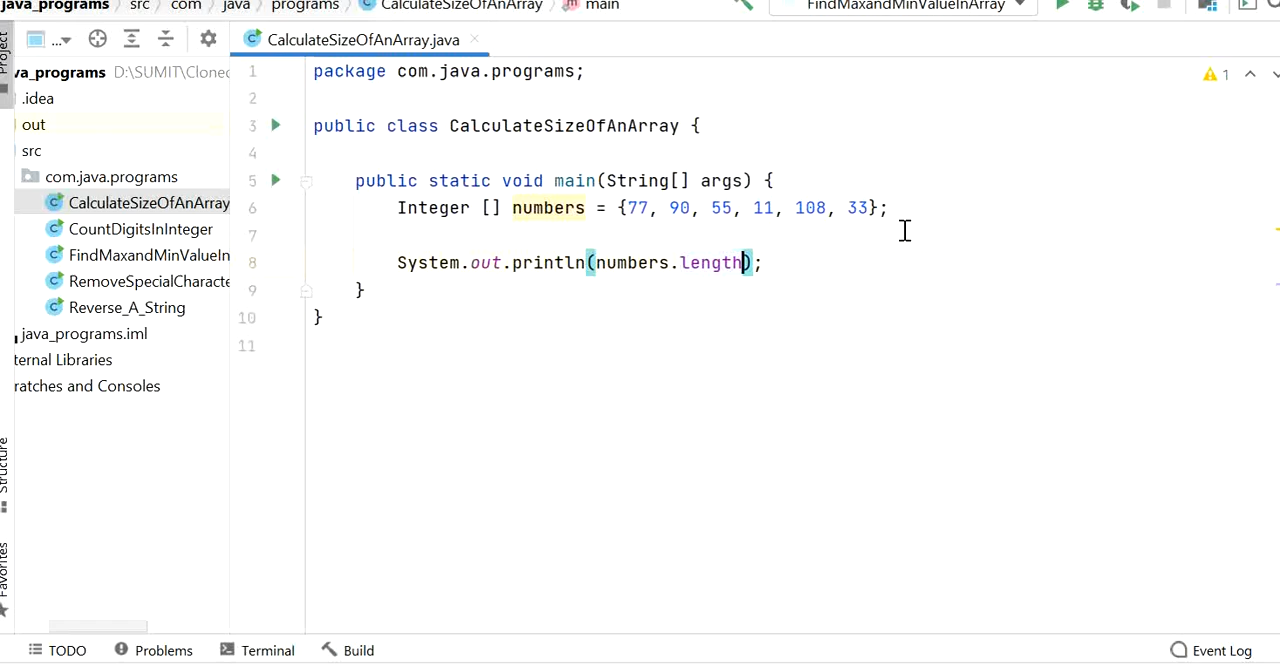 java_programs src com java programs CalculateSizeOfAnArray main FindMaxandMinValueInArray
Project ... CalculateSizeOfAnArray.java
va_programs D:\SUMIT\Cloned
.idea
out
src
com.java.programs
CalculateSizeOfAnArray
CountDigitsInInteger
FindMaxandMinValueIn
RemoveSpecialCharacte
Reverse_A_String
java_programs.iml
ternal Libraries
ratches and Consoles
Structure
Favorites
1 package com.java.programs;
2
3 public class CalculateSizeOfAnArray {
4
5 public static void main(String[] args) {
6 Integer [] numbers = {77, 90, 55, 11, 108, 33};
7
8 System.out.println(numbers.length);
9 }
10 }
11
1
TODO Problems Terminal Build Event Log